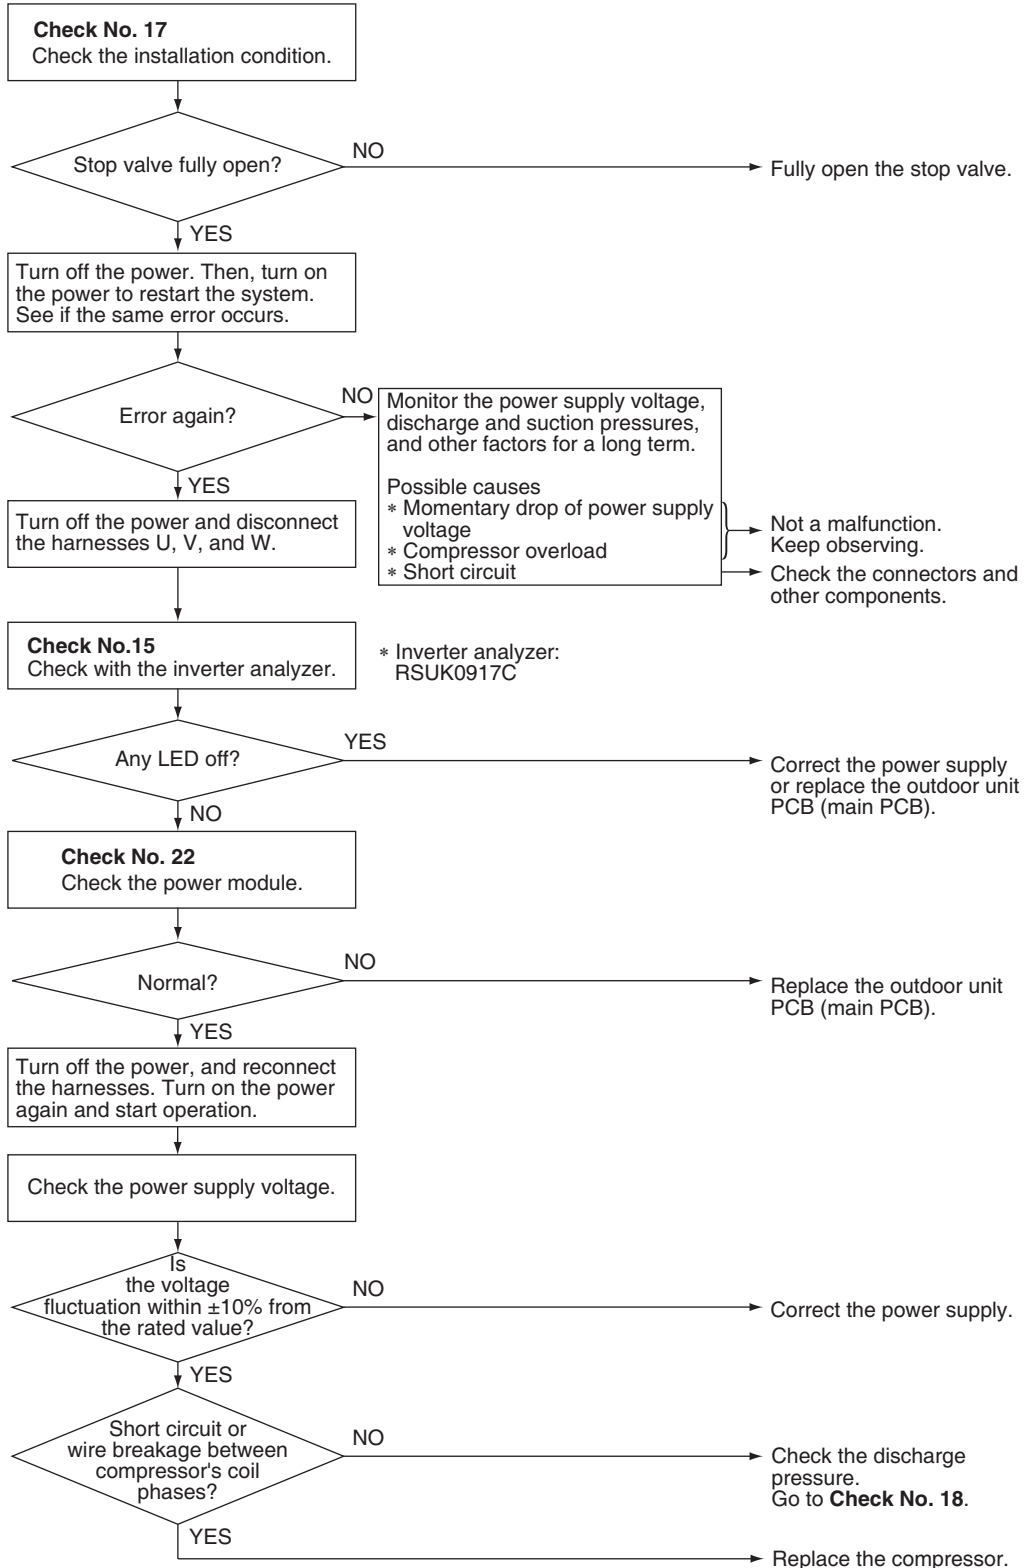 Check No. 17
Check the installation condition.
Stop valve fully open?
NO
Fully open the stop valve.
YES
Turn off the power. Then, turn on
the power to restart the system.
See if the same error occurs.
Error again?
NO
Monitor the power supply voltage,
discharge and suction pressures,
and other factors for a long term.
Possible causes
∗ Momentary drop of power supply
voltage
∗ Compressor overload
∗ Short circuit
Not a malfunction.
Keep observing.
Check the connectors and
other components.
YES
Turn off the power and disconnect
the harnesses U, V, and W.
Check No.15
Check with the inverter analyzer.
∗ Inverter analyzer:
RSUK0917C
Any LED off?
YES
Correct the power supply
or replace the outdoor unit
PCB (main PCB).
NO
Check No. 22
Check the power module.
Normal?
NO
Replace the outdoor unit
PCB (main PCB).
YES
Turn off the power, and reconnect
the harnesses. Turn on the power
again and start operation.
Check the power supply voltage.
Is
the voltage
fluctuation within ±10% from
the rated value?
NO
Correct the power supply.
YES
Short circuit or
wire breakage between
compressor's coil
phases?
NO
Check the discharge
pressure.
Go to Check No. 18.
YES
Replace the compressor.